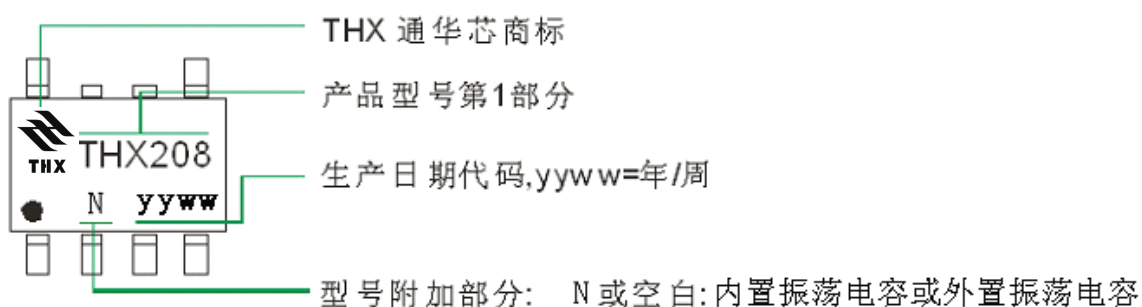 THX 通华芯商标
产品型号第1部分
THX
THX208
生产日期代码,yyww=年/周
N yyww
型号附加部分: N或空白:内置振荡电容或外置振荡电容